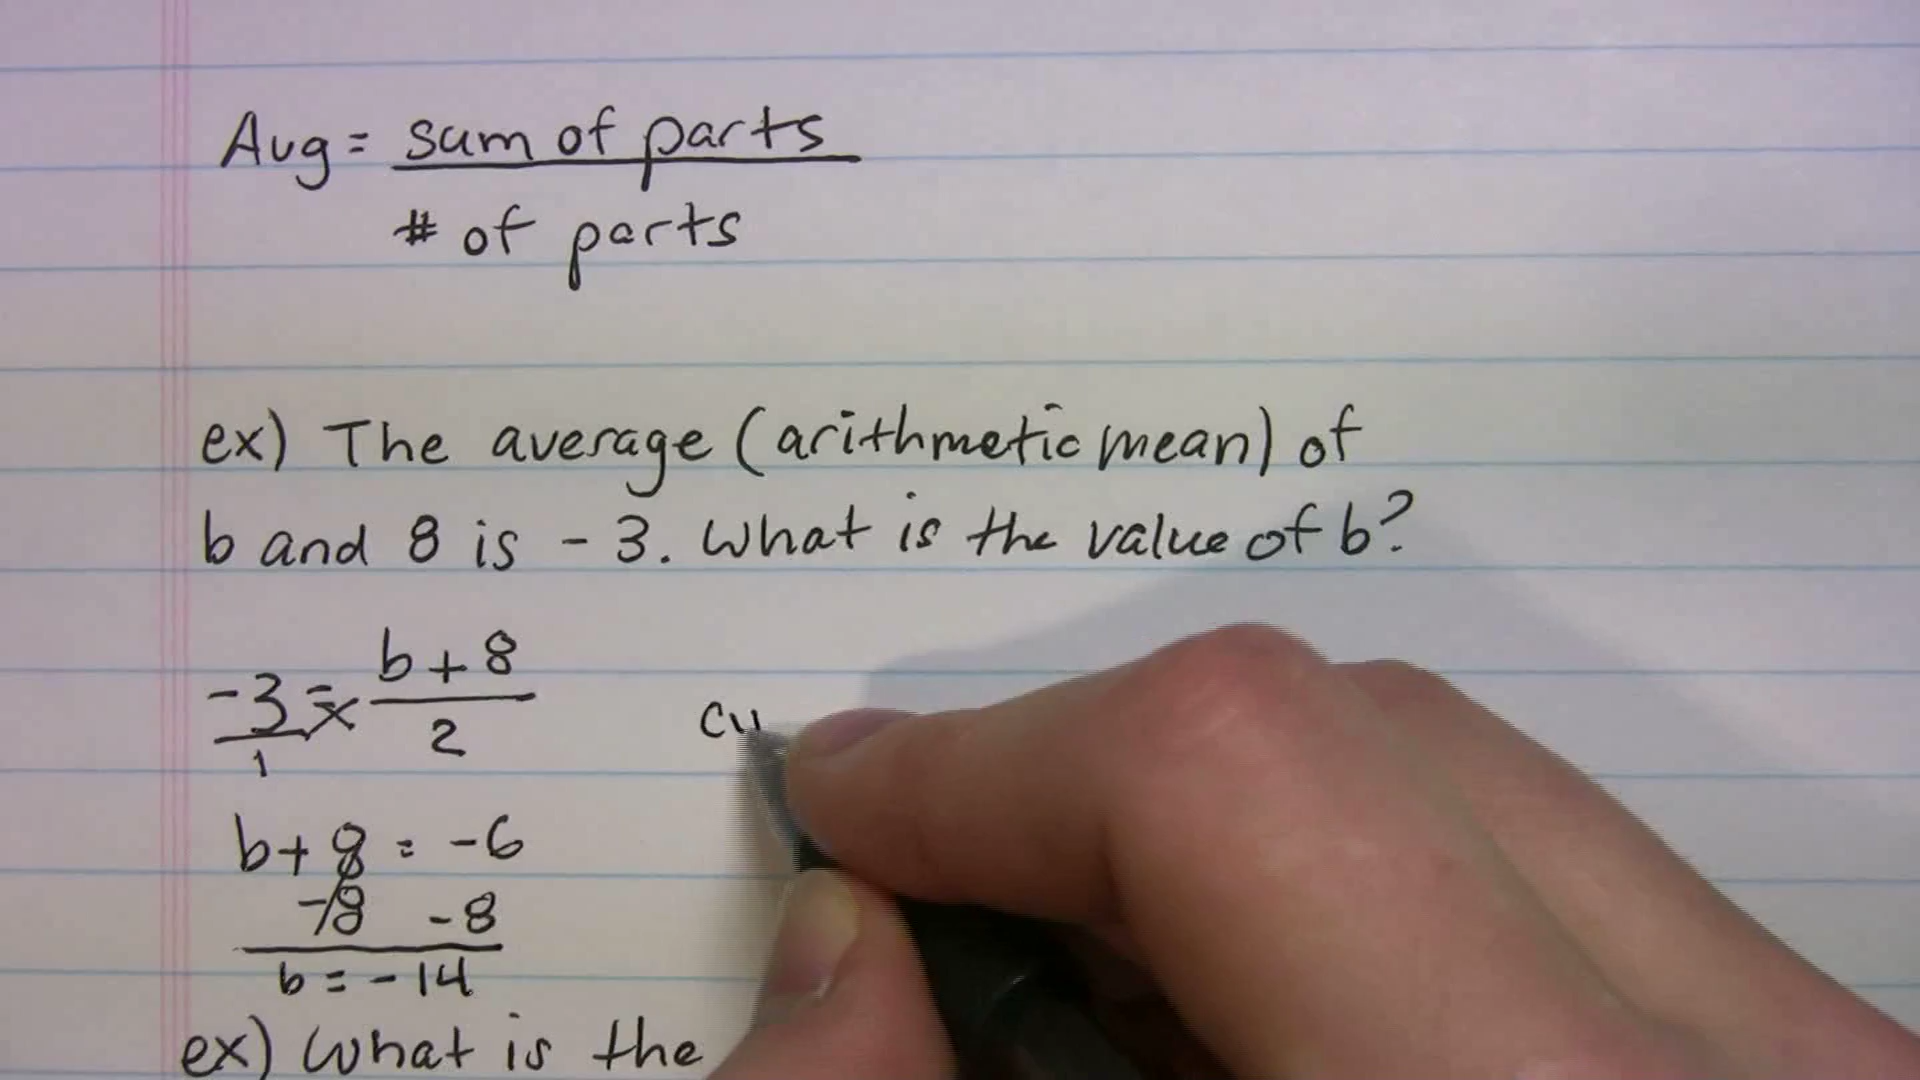 Avg = sum of parts
# of parts
ex) The average (arithmetic mean) of
b and 8 is -3. What is the value of b?
-3 = b + 8
1 2
b + 8 = -6
-8 -8
b = -14
ex) What is the